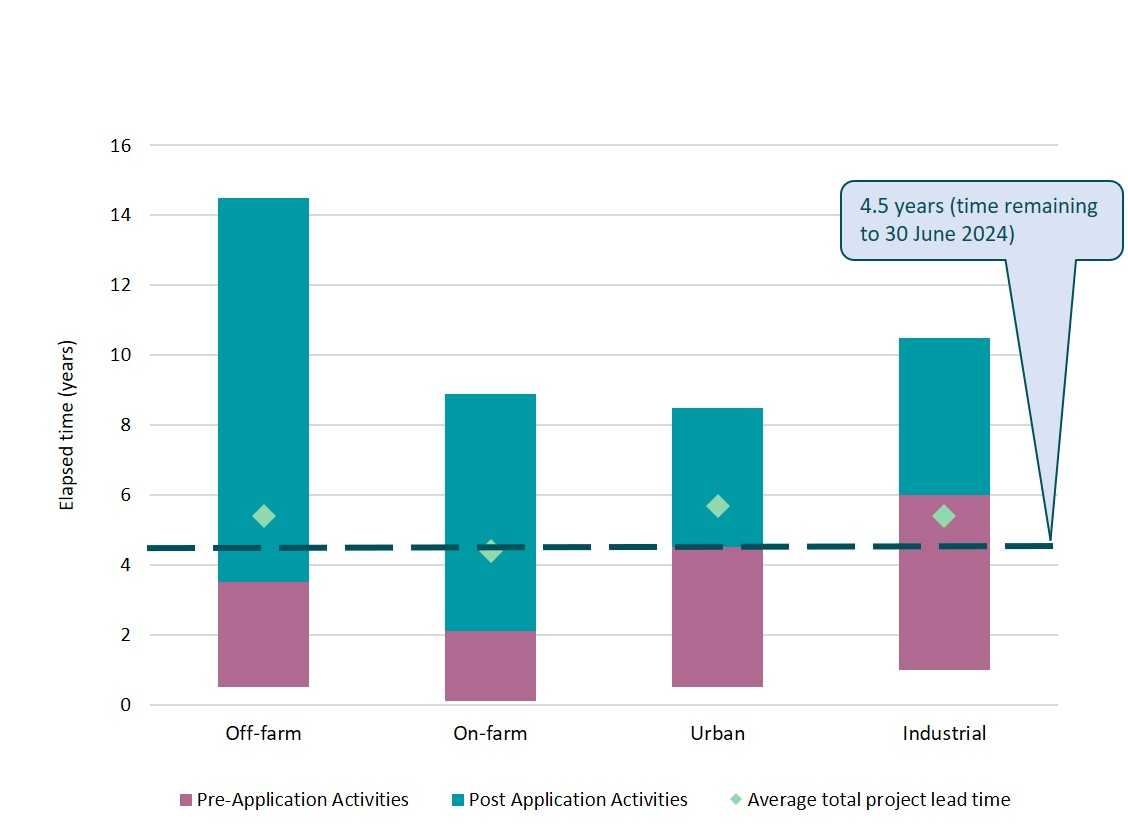 16
14
12
10
8
6
4
2
0
Elapsed time (years)
4.5 years (time remaining
to 30 June 2024)
Off-farm
On-farm
Urban
Industrial
Pre-Application Activities
Post Application Activities
Average total project lead time